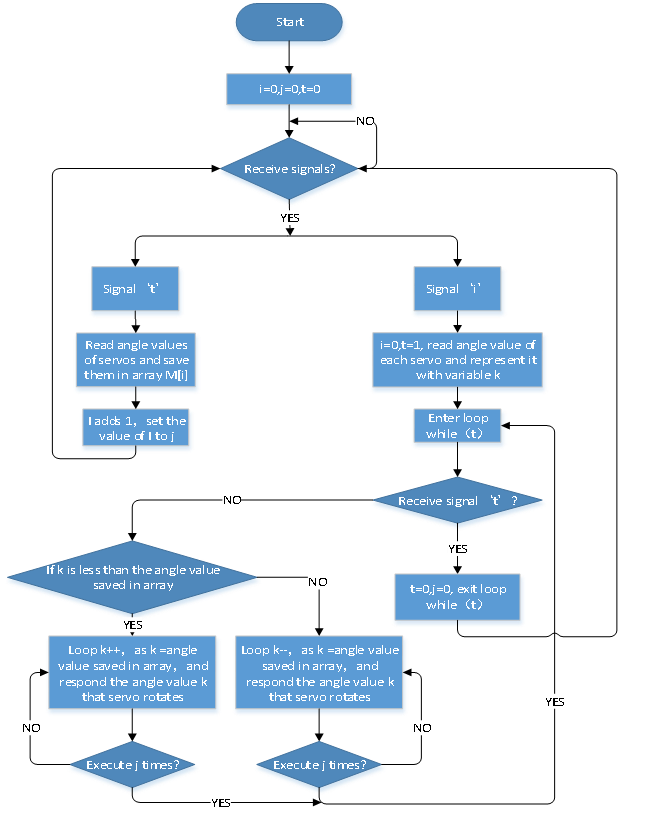 Start
i=0,j=0,t=0
NO
Receive signals?
YES
Signal ‘t’
Signal ‘i’
Read angle values
of servos and save
them in array M[i]
i=0,t=1, read angle value of
each servo and represent it
with variable k
I adds 1, set the
value of I to j
Enter loop
while（t）
NO
Receive signal ‘t’ ?
YES
If k is less than the angle value
saved in array
NO
t=0,j=0, exit loop
while（t）
YES
Loop k++, as k =angle
value saved in array, and
respond the angle value k
that servo rotates
Loop k--, as k =angle value
saved in array, and
respond the angle value k
that servo rotates
YES
NO
NO
Execute j times?
Execute j times?
YES